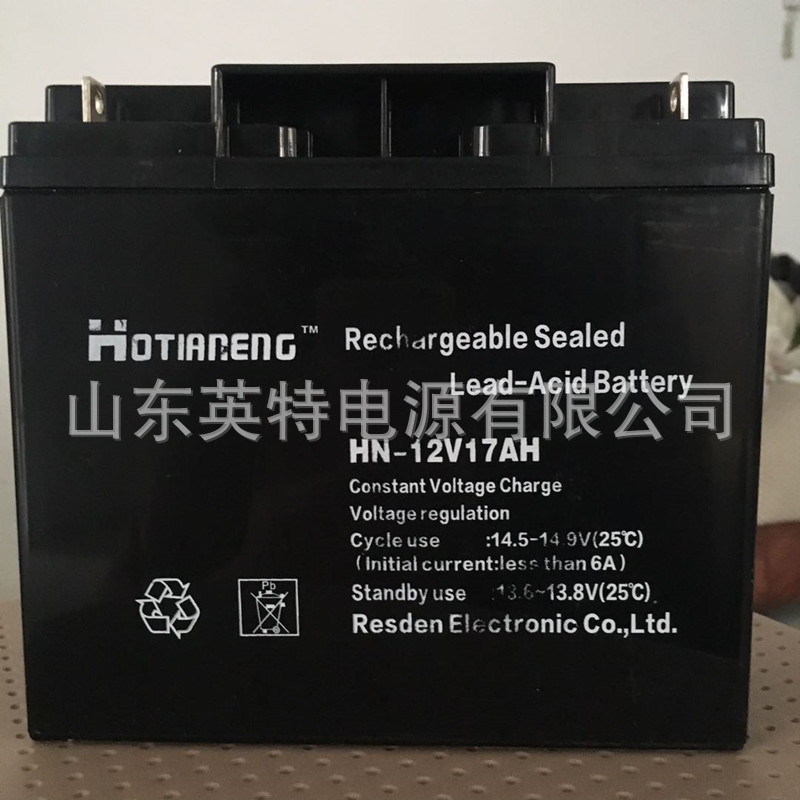 HOTIANENG™
Rechargeable Sealed
Lead-Acid Battery
山东英特电源有限公司
HN-12V17AH
Constant Voltage Charge
Voltage regulation
Cycle use :14.5-14.9V(25℃)
(Initial current:less than 6A)
Standby use :13.6~13.8V(25℃)
Pb
Resden Electronic Co.,Ltd.